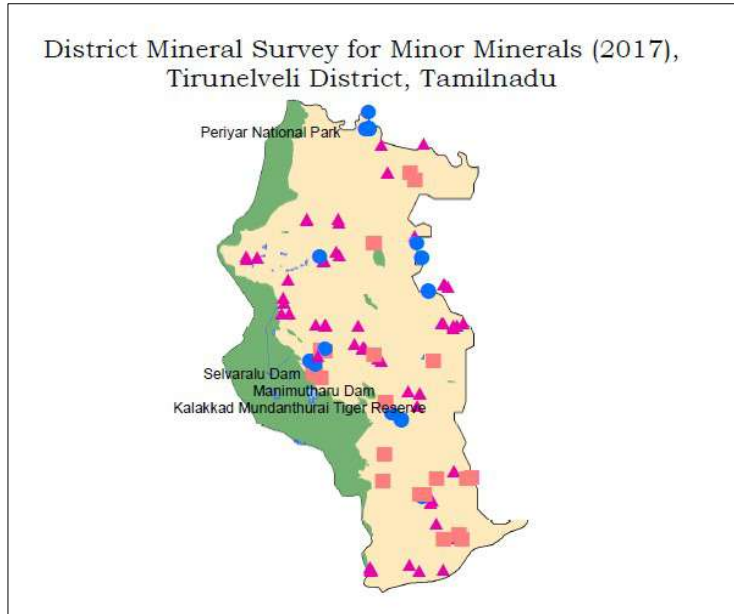 District Mineral Survey for Minor Minerals (2017),
Tirunelveli District, Tamilnadu
Periyar National Park
Selvaralu Dam
Manimutharu Dam
Kalakkad Mundanthurai Tiger Reserve